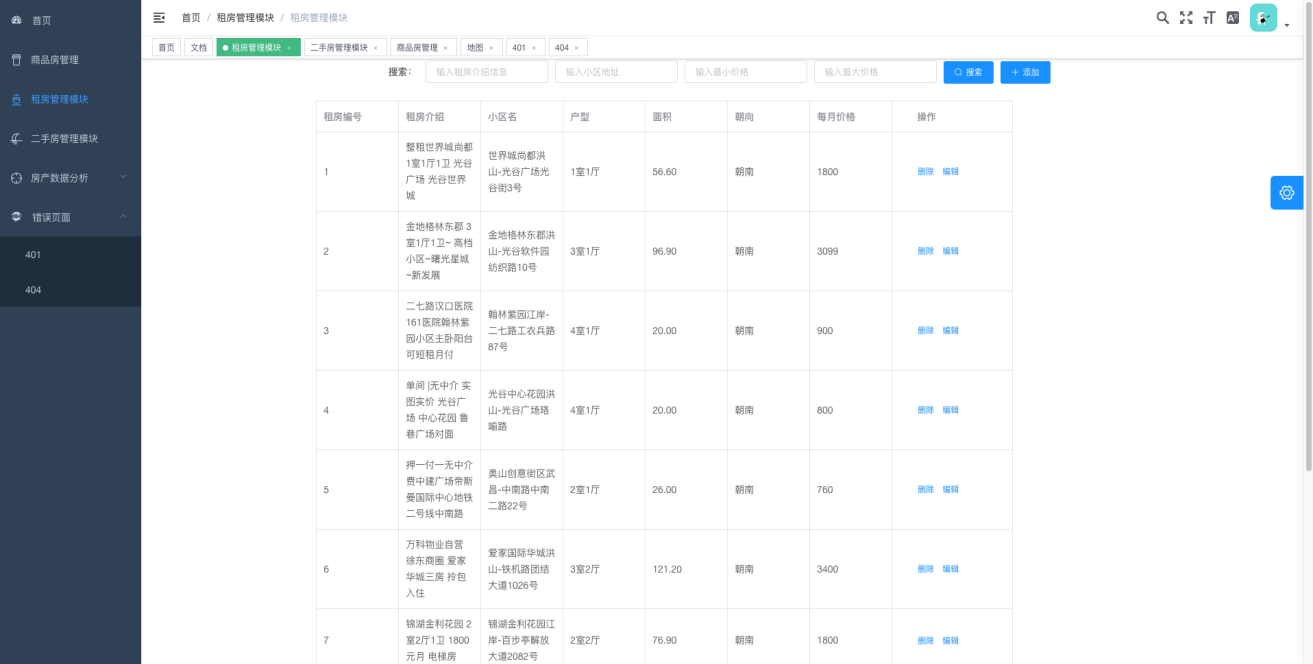 首页
商品房管理
租房管理模块
二手房管理模块
房产数据分析
错误页面
401
404
首页 / 租房管理模块 / 租房管理模块
首页 文档 租房管理模块 × 二手房管理模块 × 商品房管理 × 地图 × 401 × 404 ×
搜索: 输入租房介绍信息 输入小区地址 输入最小价格 输入最大价格 搜索 + 添加
租房编号 租房介绍 小区名 户型 面积 朝向 每月价格 操作
1
整租世界城尚都
1室1厅1卫 光谷
广场 光谷世界
城
世界城尚都洪
山-光谷广场光
谷街3号
1室1厅 56.60 朝南 1800 删除 编辑
2
金地格林东郡 3
室1厅1卫~ 高档
小区~曙光星城
~新发展
金地格林东郡洪
山-光谷软件园
纺织路10号
3室1厅 96.90 朝南 3099 删除 编辑
3
二七路汉口医院
161医院翰林紫
园小区主卧阳台
可短租月付
翰林紫园江岸-
二七路工农兵路
87号
4室1厅 20.00 朝南 900 删除 编辑
4
单间 |无中介 实
图实价 光谷广
场 中心花园 鲁
巷广场对面
光谷中心花园洪
山-光谷广场珞
喻路
4室1厅 20.00 朝南 800 删除 编辑
5
押一付一无中介
费中建广场帝斯
曼国际中心地铁
二号线中南路
奥山创意街区武
昌-中南路中南
二路22号
2室1厅 26.00 朝南 760 删除 编辑
6
万科物业自营
徐东商圈 爱家
华城三房 拎包
入住
爱家国际华城洪
山-铁机路团结
大道1026号
3室2厅 121.20 朝南 3400 删除 编辑
7
锦湖金利花园 2
室2厅1卫 1800
元月 电梯房
锦湖金利花园江
岸-百步亭解放
大道2082号
2室2厅 76.90 朝南 1800 删除 编辑